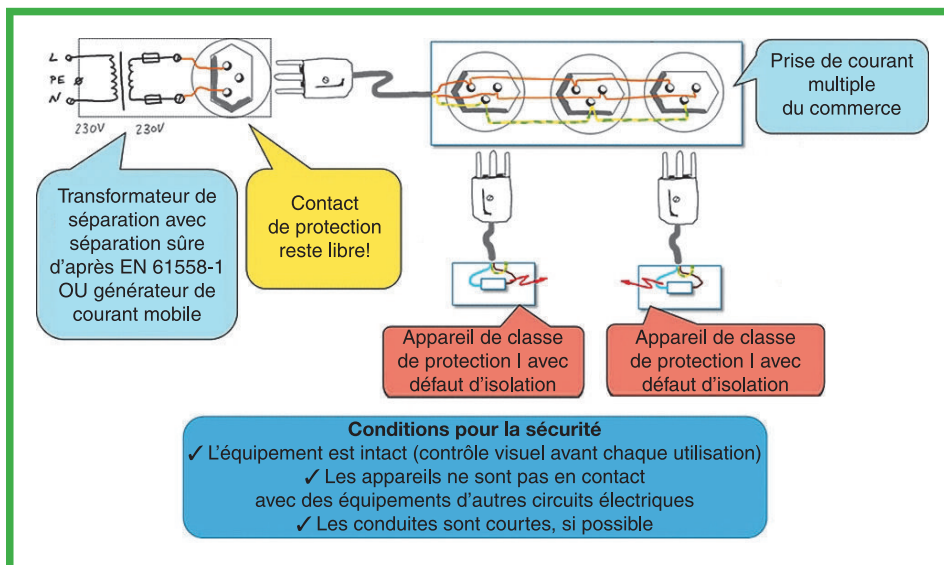 L
PE
N
230V 230V
Prise de courant
multiple
du commerce
Transformateur de
séparation avec
séparation sûre
d'après EN 61558-1
OU générateur de
courant mobile
Contact
de protection
reste libre!
Appareil de classe
de protection I avec
défaut d'isolation
Appareil de classe
de protection I avec
défaut d'isolation
Conditions pour la sécurité
✓ L'équipement est intact (contrôle visuel avant chaque utilisation)
✓ Les appareils ne sont pas en contact
avec des équipements d'autres circuits électriques
✓ Les conduites sont courtes, si possible